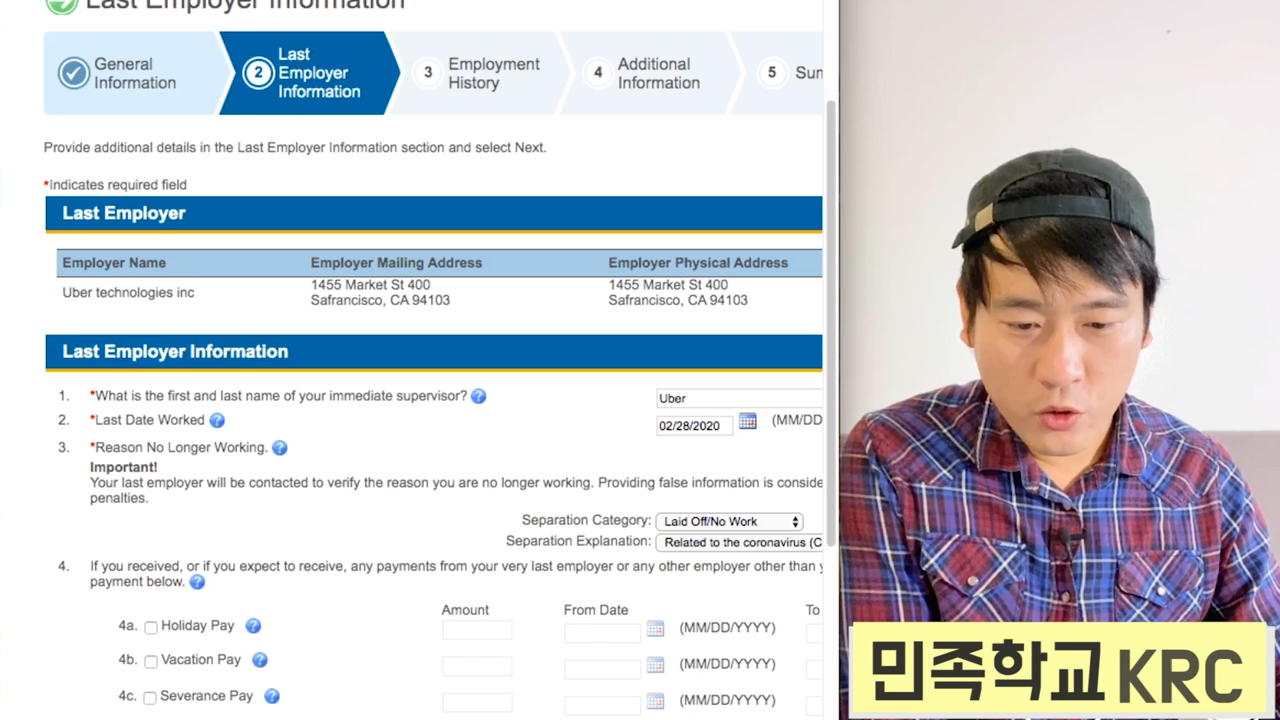 Last Employer Information
General
Information
2
Last
Employer
Information
3
Employment
History
4
Additional
Information
5
Provide additional details in the Last Employer Information section and select Next.
*Indicates required field
Last Employer
Employer Name
Employer Mailing Address
Employer Physical Address
Uber technologies inc
1455 Market St 400
Safrancisco, CA 94103
1455 Market St 400
Safrancisco, CA 94103
Last Employer Information
1. *What is the first and last name of your immediate supervisor? ?
Uber
2. *Last Date Worked ?
02/28/2020
(MM/DD
3. *Reason No Longer Working. ?
Important!
Your last employer will be contacted to verify the reason you are no longer working. Providing false information is
penalties.
Separation Category: Laid Off/No Work
Separation Explanation: Related to the coronavirus (C
4. If you received, or if you expect to receive, any payments from your very last employer or any other employer other than
payment below. ?
Amount
From Date
To
4a. Holiday Pay ?
(MM/DD/YYYY)
4b. Vacation Pay ?
(MM/DD/YYYY)
4c. Severance Pay ?
(MM/DD/YYYY)
민족학교 KRC